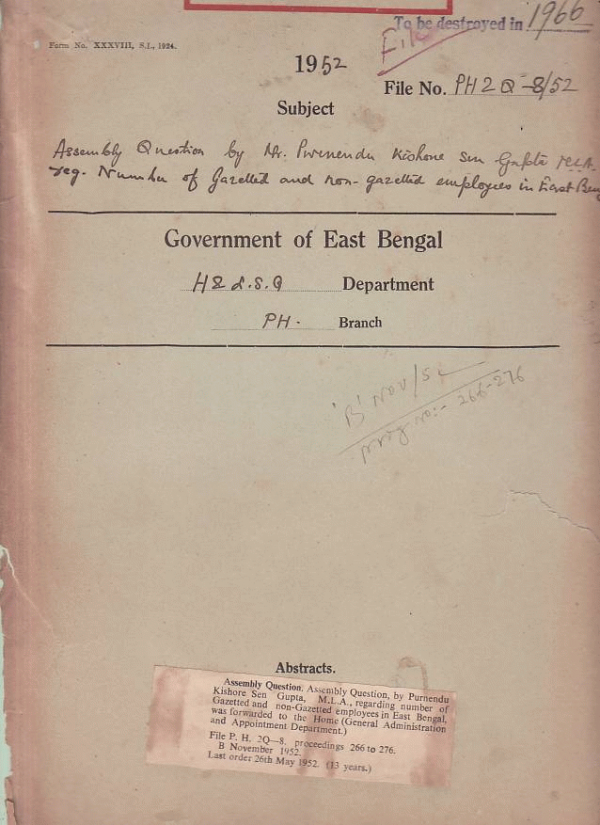 To be destroyed in 1966
File
Form No. XXXVIII, S.I., 1924.
1952
File No. PH 2 Q-8/52
Subject
Assembly Question by Mr. Purnendu Kishore Sen Gupta M.L.A.
reg. Number of Gazetted and non-gazetted employees in East Beng
Government of East Bengal
H & L.S.G Department
PH. Branch
'B' Nov/52
Prog no:- 266-276
Abstracts.
Assembly Question. Assembly Question, by Purnendu
Kishore Sen Gupta, M.L.A., regarding number of
Gazetted and non-Gazetted employees in East Bengal,
was forwarded to the Home (General Administration
and Appointment Department.)
File P. H. 2Q—8. proceedings 266 to 276.
B November 1952.
Last order 26th May 1952. (13 years.)